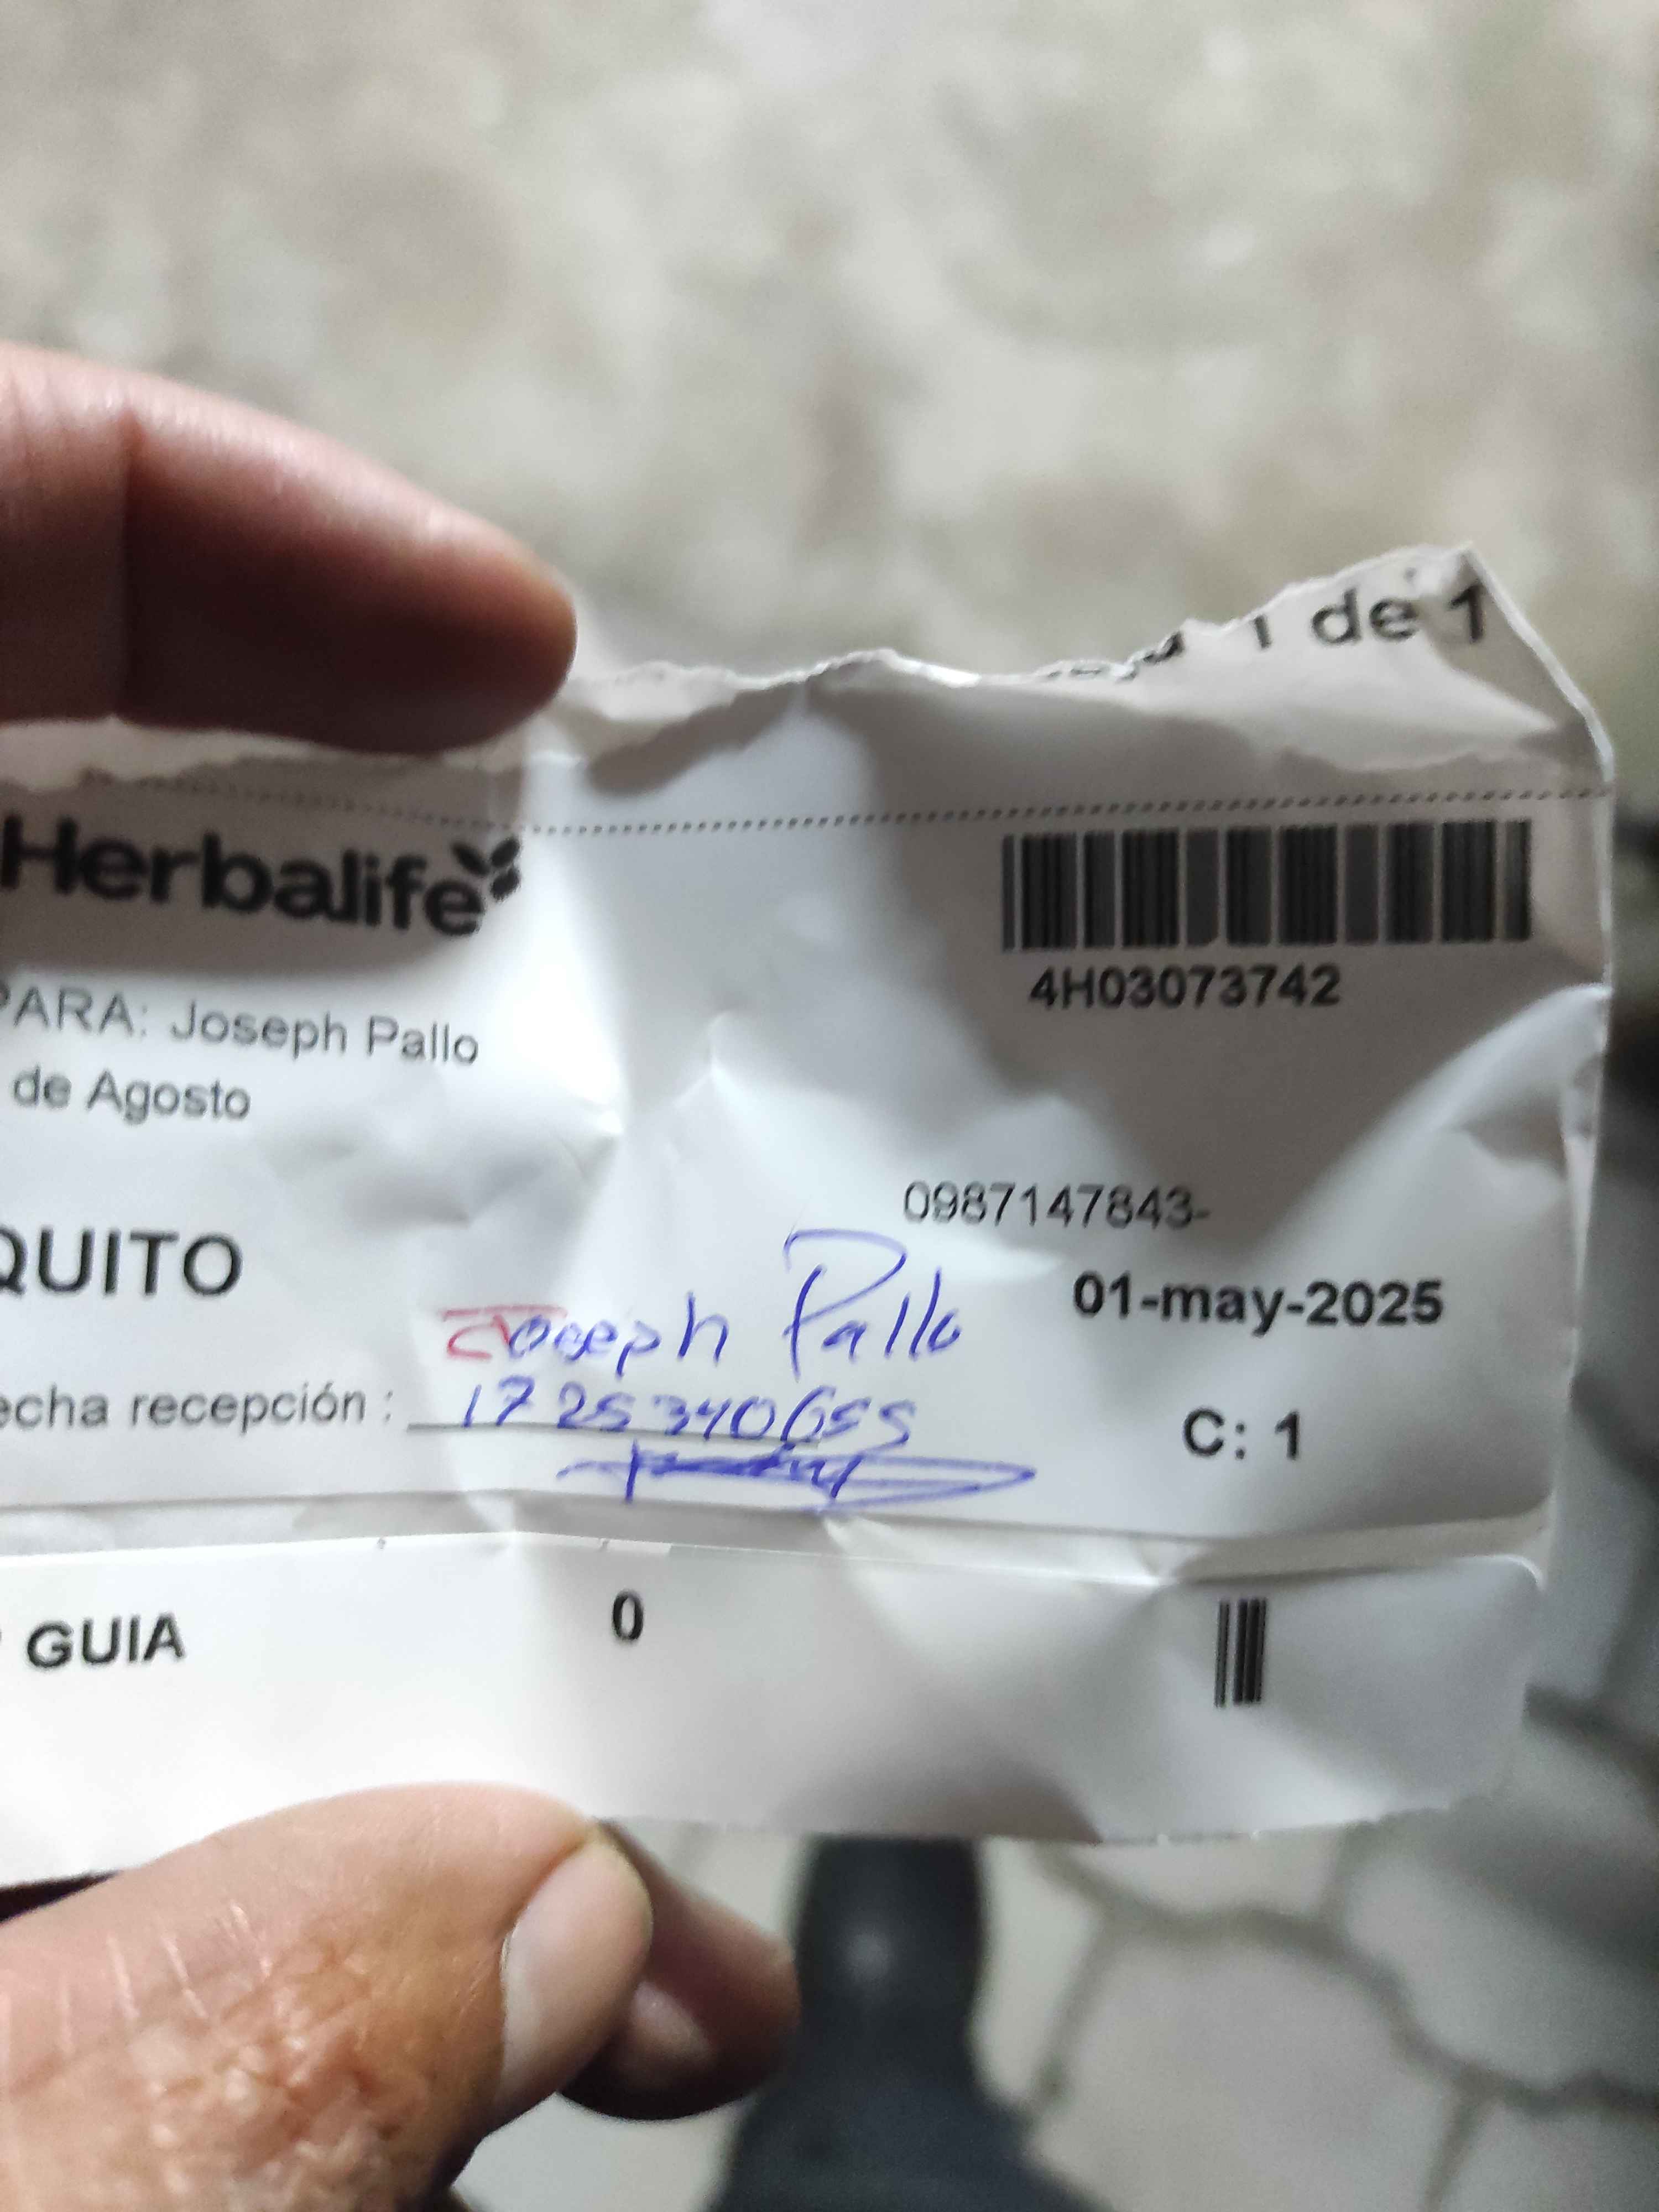 1 de 1
Herbalife
4H03073742
PARA: Joseph Pallo
de Agosto
0987147843-
QUITO
01-may-2025
Joseph Pallo
echa recepción : 1725340655
C: 1
GUIA 0